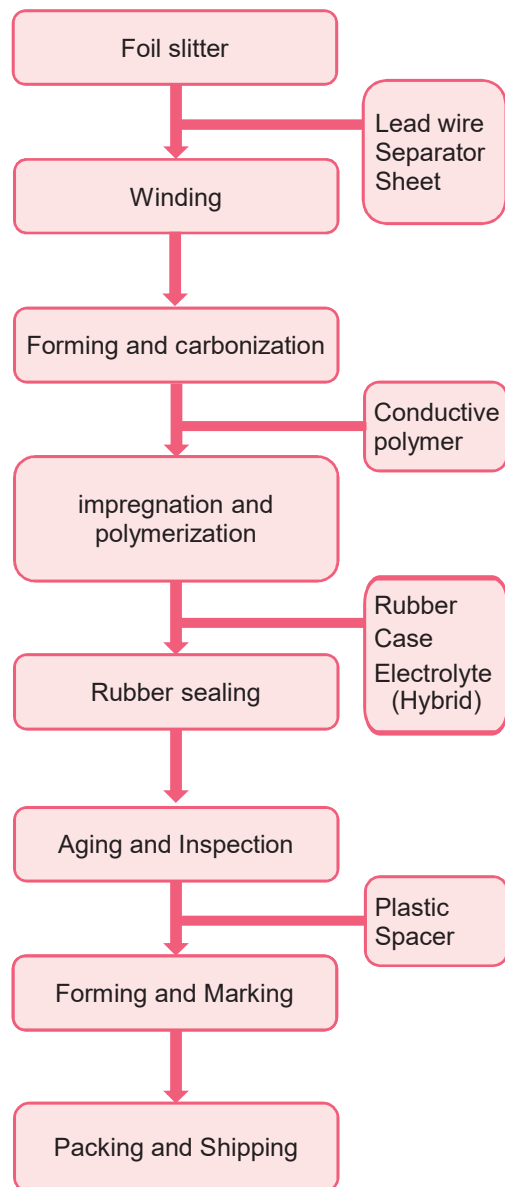 Foil slitter
Lead wire
Separator
Sheet
Winding
Forming and carbonization
Conductive
polymer
impregnation and
polymerization
Rubber
Case
Electrolyte
(Hybrid)
Rubber sealing
Aging and Inspection
Plastic
Spacer
Forming and Marking
Packing and Shipping